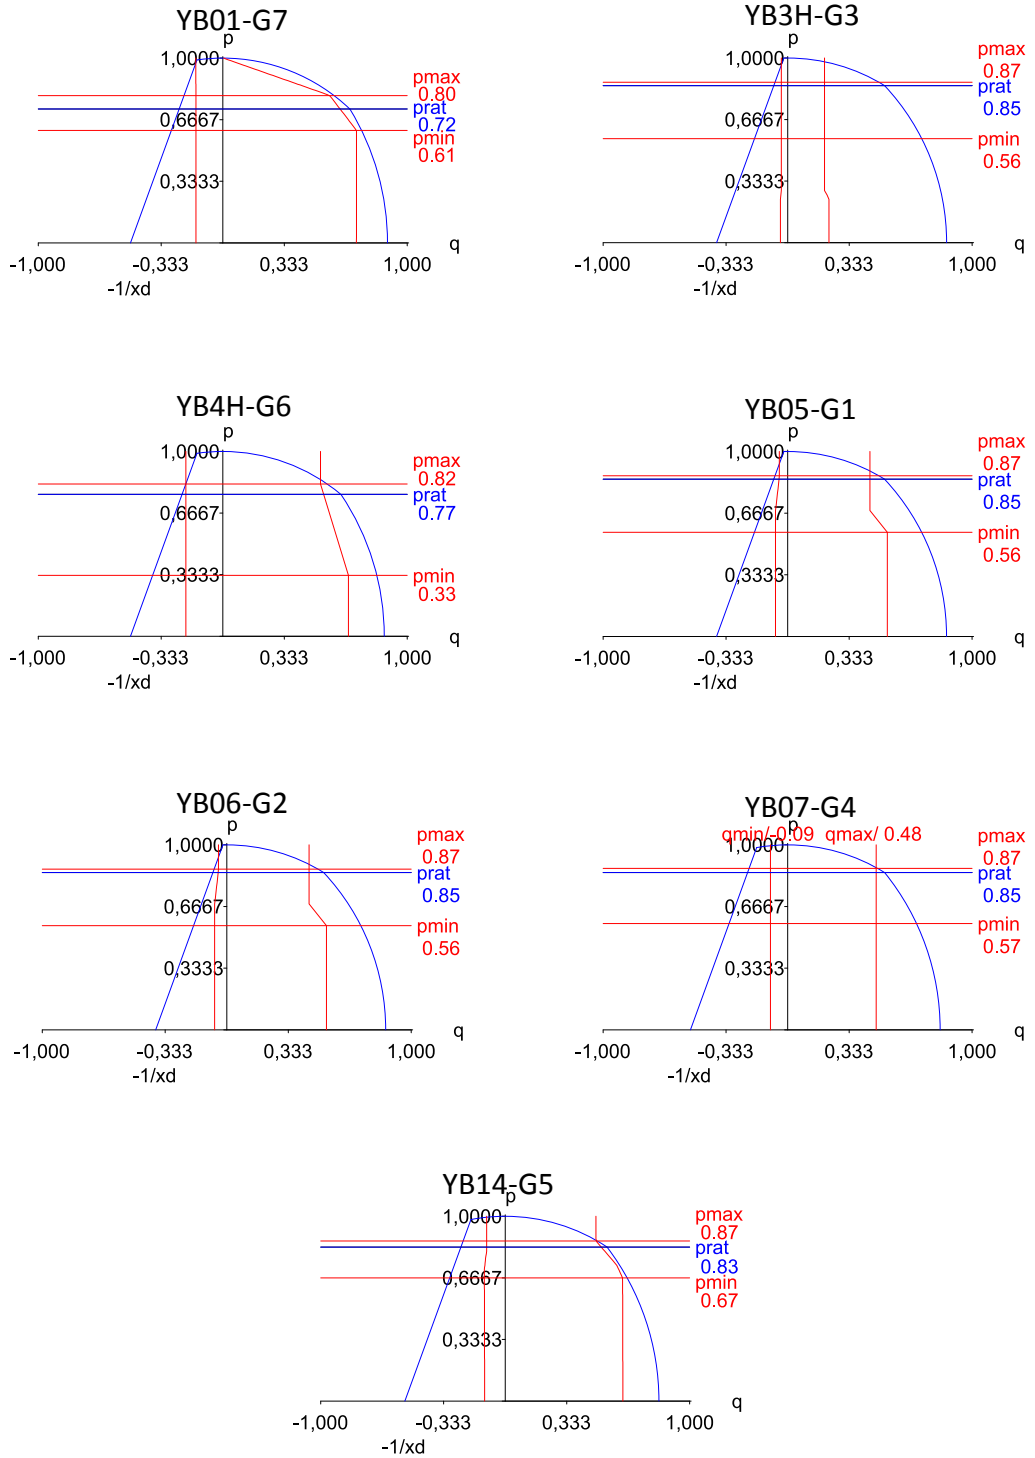 YB01-G7
p
1,0000
pmax
0.80
prat
0.72
0,6667
pmin
0.61
0,3333
q
-1,000
-0,333
0,333
1,000
-1/xd
YB3H-G3
p
1,0000
pmax
0.87
prat
0.85
0,6667
pmin
0.56
0,3333
q
-1,000
-0,333
0,333
1,000
-1/xd
YB4H-G6
p
1,0000
pmax
0.82
prat
0.77
0,6667
pmin
0.33
0,3333
q
-1,000
-0,333
0,333
1,000
-1/xd
YB05-G1
p
1,0000
pmax
0.87
prat
0.85
0,6667
pmin
0.56
0,3333
q
-1,000
-0,333
0,333
1,000
-1/xd
YB06-G2
p
1,0000
pmax
0.87
prat
0.85
0,6667
pmin
0.56
0,3333
q
-1,000
-0,333
0,333
1,000
-1/xd
YB07-G4
p
qmin/-0.09 qmax/ 0.48
1,0000
pmax
0.87
prat
0.85
0,6667
pmin
0.57
0,3333
q
-1,000
-0,333
0,333
1,000
-1/xd
YB14-G5
p
1,0000
pmax
0.87
prat
0.83
0,6667
pmin
0.67
0,3333
q
-1,000
-0,333
0,333
1,000
-1/xd